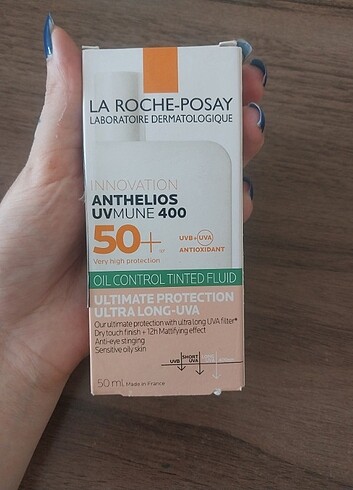 LA ROCHE-POSAY
LABORATOIRE DERMATOLOGIQUE
INNOVATION
ANTHELIOS
UVMUNE 400
50+
UVB+UVA
ANTIOXIDANT
Very high protection
OIL CONTROL TINTED FLUID
ULTIMATE PROTECTION
ULTRA LONG-UVA
Our ultimate protection with ultra long UVA filter*
Dry touch finish + 12h Mattifying effect
Anti-eye stinging
Sensitive oily skin
UVB
SHORT
UVA
50 ml Made in France